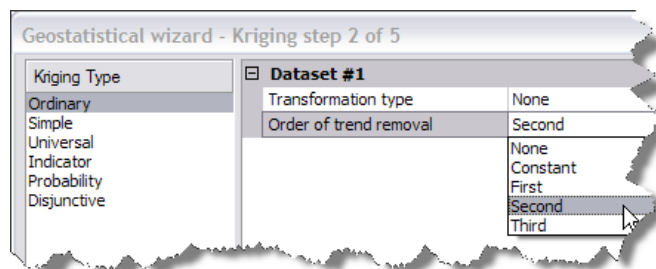 Geostatistical wizard - Kriging step 2 of 5
Kriging Type
Ordinary
Simple
Universal
Indicator
Probability
Disjunctive
Dataset #1
Transformation type None
Order of trend removal Second
None
Constant
First
Second
Third